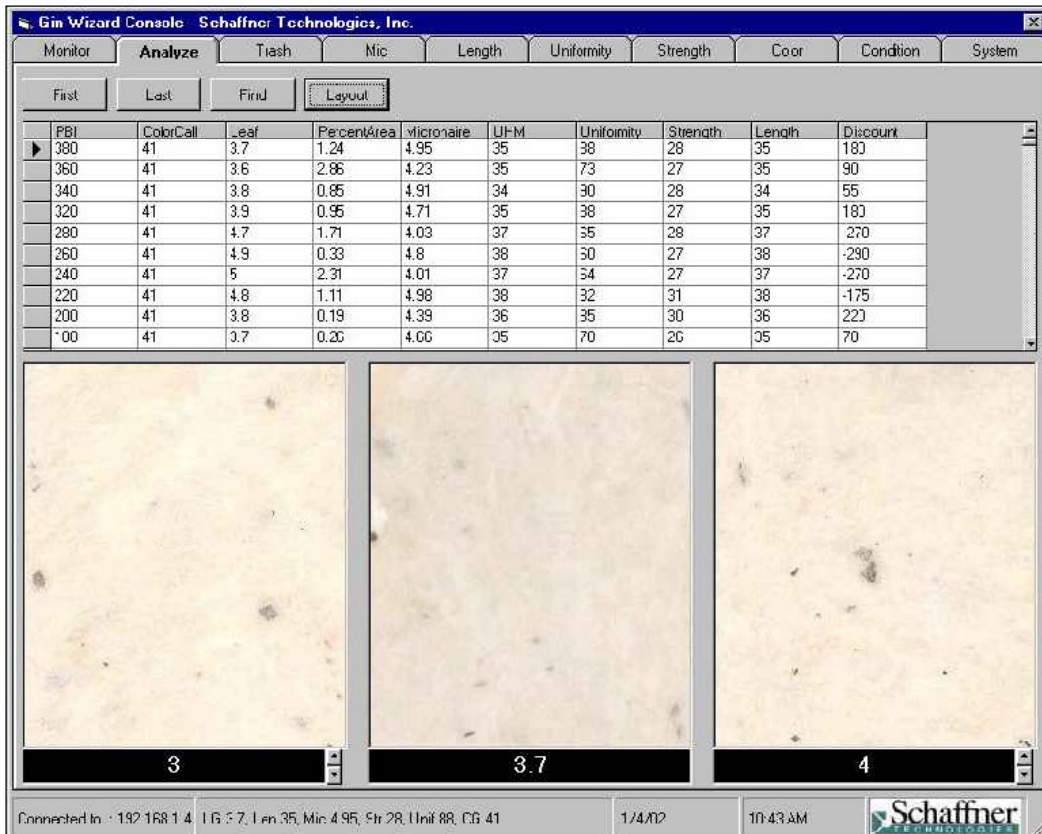 Gin Wizard Console - Schaffner Technologies, Inc.
Monitor Analyze Trash Mic Length Uniformity Strength Color Condition System
First Last Find Layout
PBI ColorCall Leaf PercentArea Micronaire UHM Uniformity Strength Length Discount
380 41 3.7 1.24 4.95 35 88 28 35 180
360 41 3.6 2.86 4.23 35 73 27 35 90
340 41 3.8 0.85 4.91 34 90 28 34 55
320 41 3.9 0.95 4.71 35 88 27 35 180
280 41 4.7 1.71 4.03 37 28 37
260 41 4.9 0.33 4.8 38 27 38 -290
240 41 5 2.31 4.01 37 27 37 -270
220 41 4.8 1.11 4.98 38 31 38 -175
200 41 3.8 0.19 4.39 36 30 36 220
41 3.7 35 70 35 70
3 3.7 4
Connected to : 192.168.1.4 LG 3.7, Len 35, Mic 4.95, Str 28, Unif 88, CG 41 1/4/02 10:43 AM
Schaffner
TECHNOLOGIES